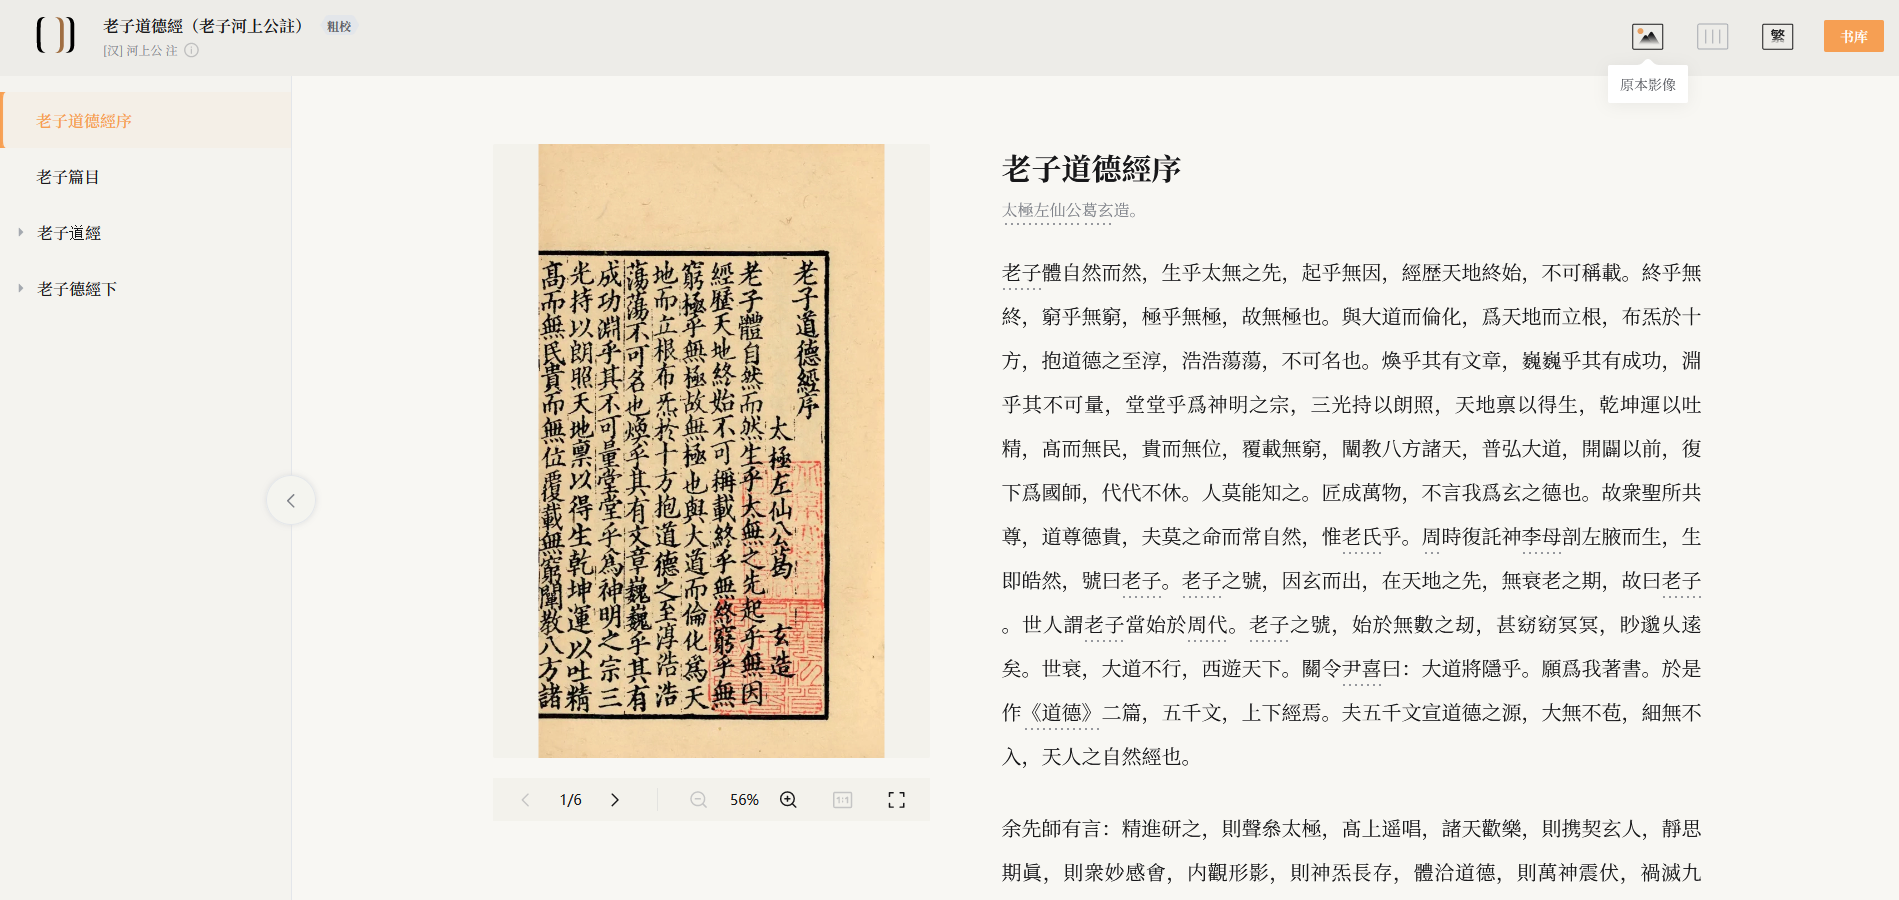 老子道德經（老子河上公註）
粗校
[汉] 河上公 注
繁
书库
原本影像
老子道德經序
老子篇目
老子道經
老子德經下
老子道德經序
太極左仙公葛玄造
老子體自然而然生乎太無之先起乎無因
經歷天地終始不可稱載終乎無終窮乎無
窮極乎無極故無極也與大道而倫化爲天
地而立根布炁於十方抱道德之至淳浩浩
蕩蕩不可名也煥乎其有文章巍巍乎其有
成功淵乎其不可量堂堂乎爲神明之宗三
光持以朗照天地禀以得生乾坤運以吐精
髙而無民貴而無位覆載無窮闡教八方諸
1/6
56%
1:1
老子道德經序
太極左仙公葛玄造。
老子體自然而然，生乎太無之先，起乎無因，經歷天地終始，不可稱載。終乎無
終，窮乎無窮，極乎無極，故無極也。與大道而倫化，爲天地而立根，布炁於十
方，抱道德之至淳，浩浩蕩蕩，不可名也。煥乎其有文章，巍巍乎其有成功，淵
乎其不可量，堂堂乎爲神明之宗，三光持以朗照，天地禀以得生，乾坤運以吐
精，髙而無民，貴而無位，覆載無窮，闡教八方諸天，普弘大道，開闢以前，復
下爲國師，代代不休。人莫能知之。匠成萬物，不言我爲玄之德也。故衆聖所共
尊，道尊德貴，夫莫之命而常自然，惟老氏乎。周時復託神李母剖左腋而生，生
即皓然，號曰老子。老子之號，因玄而出，在天地之先，無衰老之期，故曰老子
。世人謂老子當始於周代。老子之號，始於無數之刼，甚窈窈冥冥，眇邈乆逺
矣。世衰，大道不行，西遊天下。關令尹喜曰：大道將隱乎。願爲我著書。於是
作《道德》二篇，五千文，上下經焉。夫五千文宣道德之源，大無不苞，細無不
入，天人之自然經也。
余先師有言：精進研之，則聲叅太極，髙上遥唱，諸天歡樂，則携契玄人，靜思
期眞，則衆妙感會，内觀形影，則神炁長存，體洽道德，則萬神震伏，禍滅九